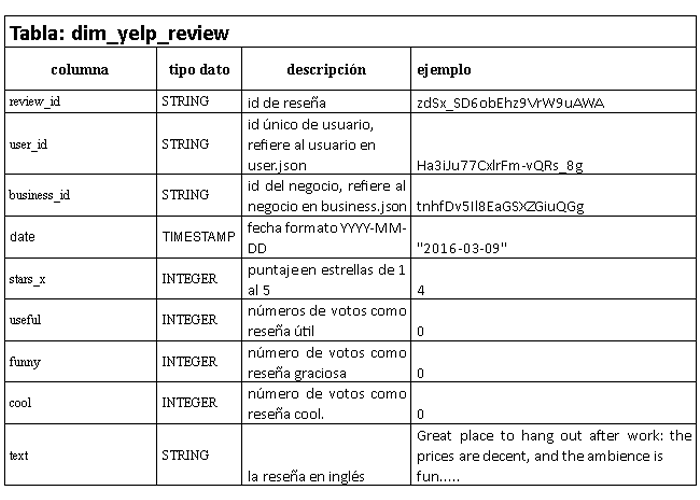 Tabla: dim_yelp_review
columna tipo dato descripción ejemplo
review_id STRING id de reseña zdSx_SD6obEhz9VrW9uAWA
user_id STRING id único de usuario,
refiere al usuario en
user.json Ha3iJu77CxlrFm-vQRs_8g
business_id STRING id del negocio, refiere al
negocio en business.json tnhfDv5Il8EaGSXZGiuQGg
date TIMESTAMP fecha formato YYYY-MM-
DD "2016-03-09"
stars_x INTEGER puntaje en estrellas de 1
al 5 4
useful INTEGER números de votos como
reseña útil 0
funny INTEGER número de votos como
reseña graciosa 0
cool INTEGER número de votos como
reseña cool. 0
text STRING la reseña en inglés
Great place to hang out after work: the
prices are decent, and the ambience is
fun.....